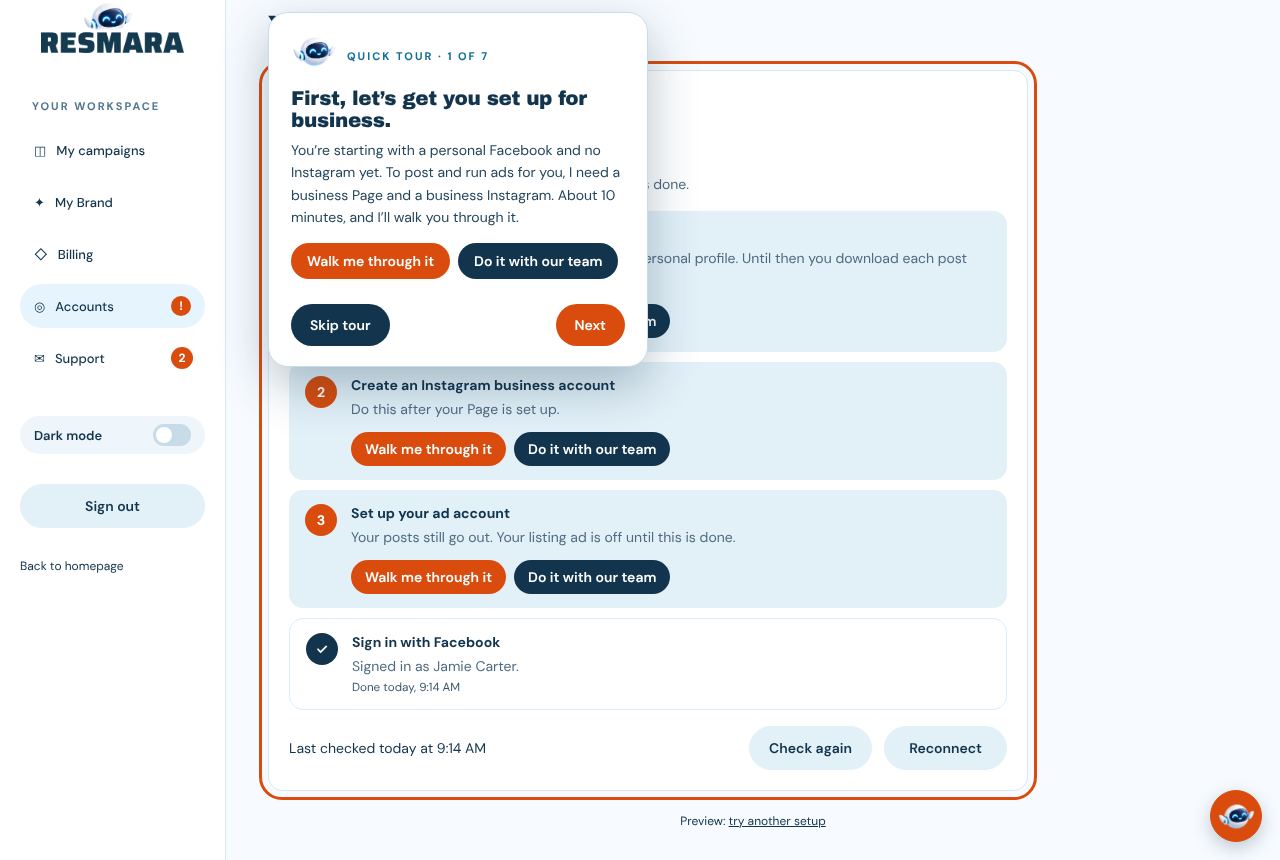 RESMARA
YOUR WORKSPACE
My campaigns
My Brand
Billing
Accounts
!
Support
2
Dark mode
Sign out
Back to homepage
QUICK TOUR · 1 OF 7
First, let’s get you set up for
business.
You’re starting with a personal Facebook and no
Instagram yet. To post and run ads for you, I need a
business Page and a business Instagram. About 10
minutes, and I’ll walk you through it.
Walk me through it
Do it with our team
Skip tour
Next
done.
personal profile. Until then you download each post
2
Create an Instagram business account
Do this after your Page is set up.
Walk me through it
Do it with our team
3
Set up your ad account
Your posts still go out. Your listing ad is off until this is done.
Walk me through it
Do it with our team
Sign in with Facebook
Signed in as Jamie Carter.
Done today, 9:14 AM
Last checked today at 9:14 AM
Check again
Reconnect
Preview: try another setup